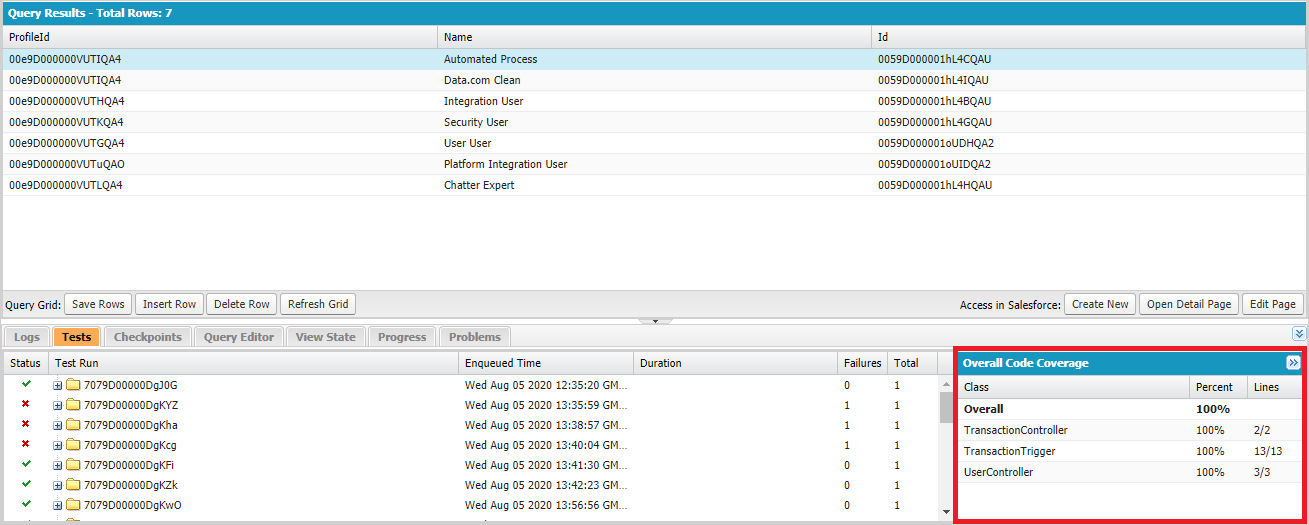 Query Results - Total Rows: 7
ProfileId Name Id
00e9D000000VUTIQA4 Automated Process 0059D000001hL4CQAU
00e9D000000VUTIQA4 Data.com Clean 0059D000001hL4IQAU
00e9D000000VUTHQA4 Integration User 0059D000001hL4BQAU
00e9D000000VUTKQA4 Security User 0059D000001hL4GQAU
00e9D000000VUTGQA4 User User 0059D000001oUDHQA2
00e9D000000VUTuQAO Platform Integration User 0059D000001oUIDQA2
00e9D000000VUTLQA4 Chatter Expert 0059D000001hL4HQAU
Query Grid: Save Rows Insert Row Delete Row Refresh Grid Access in Salesforce: Create New Open Detail Page Edit Page
Logs Tests Checkpoints Query Editor View State Progress Problems
Status Test Run Enqueued Time Duration Failures Total
7079D00000DgJ0G Wed Aug 05 2020 12:35:20 GM... 0 1
7079D00000DgKYZ Wed Aug 05 2020 13:35:59 GM... 1 1
7079D00000DgKha Wed Aug 05 2020 13:38:57 GM... 1 1
7079D00000DgKcg Wed Aug 05 2020 13:40:04 GM... 1 1
7079D00000DgKFi Wed Aug 05 2020 13:41:30 GM... 0 1
7079D00000DgKZk Wed Aug 05 2020 13:42:23 GM... 0 1
7079D00000DgKwO Wed Aug 05 2020 13:56:56 GM... 0 1
Overall Code Coverage
Class Percent Lines
Overall 100%
TransactionController 100% 2/2
TransactionTrigger 100% 13/13
UserController 100% 3/3